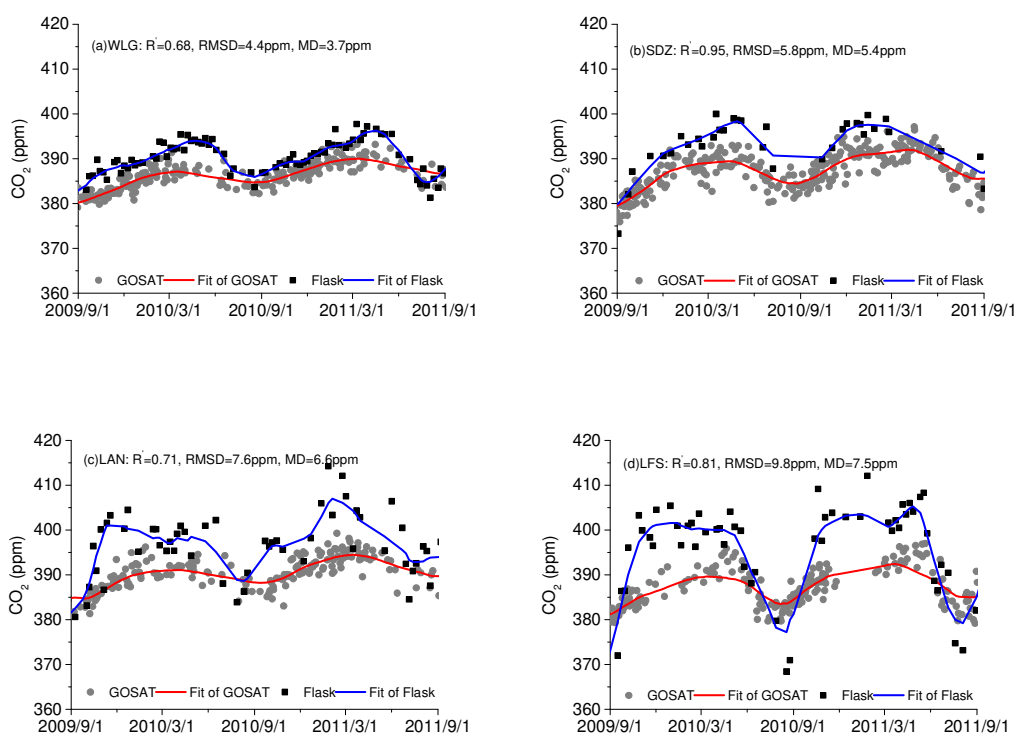 (a)WLG: R'=0.68, RMSD=4.4ppm, MD=3.7ppm
420
410
400
390
380
370
360
CO₂ (ppm)
GOSAT Fit of GOSAT Flask Fit of Flask
2009/9/1 2010/3/1 2010/9/1 2011/3/1 2011/9/1
(b)SDZ: R'=0.95, RMSD=5.8ppm, MD=5.4ppm
420
410
400
390
380
370
360
CO₂ (ppm)
GOSAT Fit of GOSAT Flask Fit of Flask
2009/9/1 2010/3/1 2010/9/1 2011/3/1 2011/9/1
(c)LAN: R'=0.71, RMSD=7.6ppm, MD=6.6ppm
420
410
400
390
380
370
360
CO₂ (ppm)
GOSAT Fit of GOSAT Flask Fit of Flask
2009/9/1 2010/3/1 2010/9/1 2011/3/1 2011/9/1
(d)LFS: R'=0.81, RMSD=9.8ppm, MD=7.5ppm
420
410
400
390
380
370
360
CO₂ (ppm)
GOSAT Fit of GOSAT Flask Fit of Flask
2009/9/1 2010/3/1 2010/9/1 2011/3/1 2011/9/1